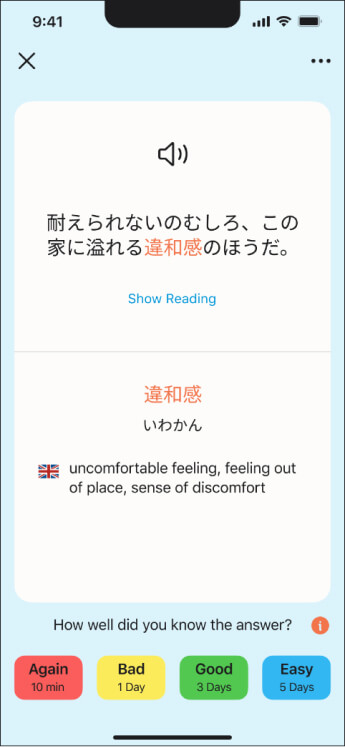 9:41
耐えられないのむしろ、この
家に溢れる違和感のほうだ。
Show Reading
違和感
いわかん
uncomfortable feeling, feeling out
of place, sense of discomfort
How well did you know the answer?
i
Again
10 min
Bad
1 Day
Good
3 Days
Easy
5 Days